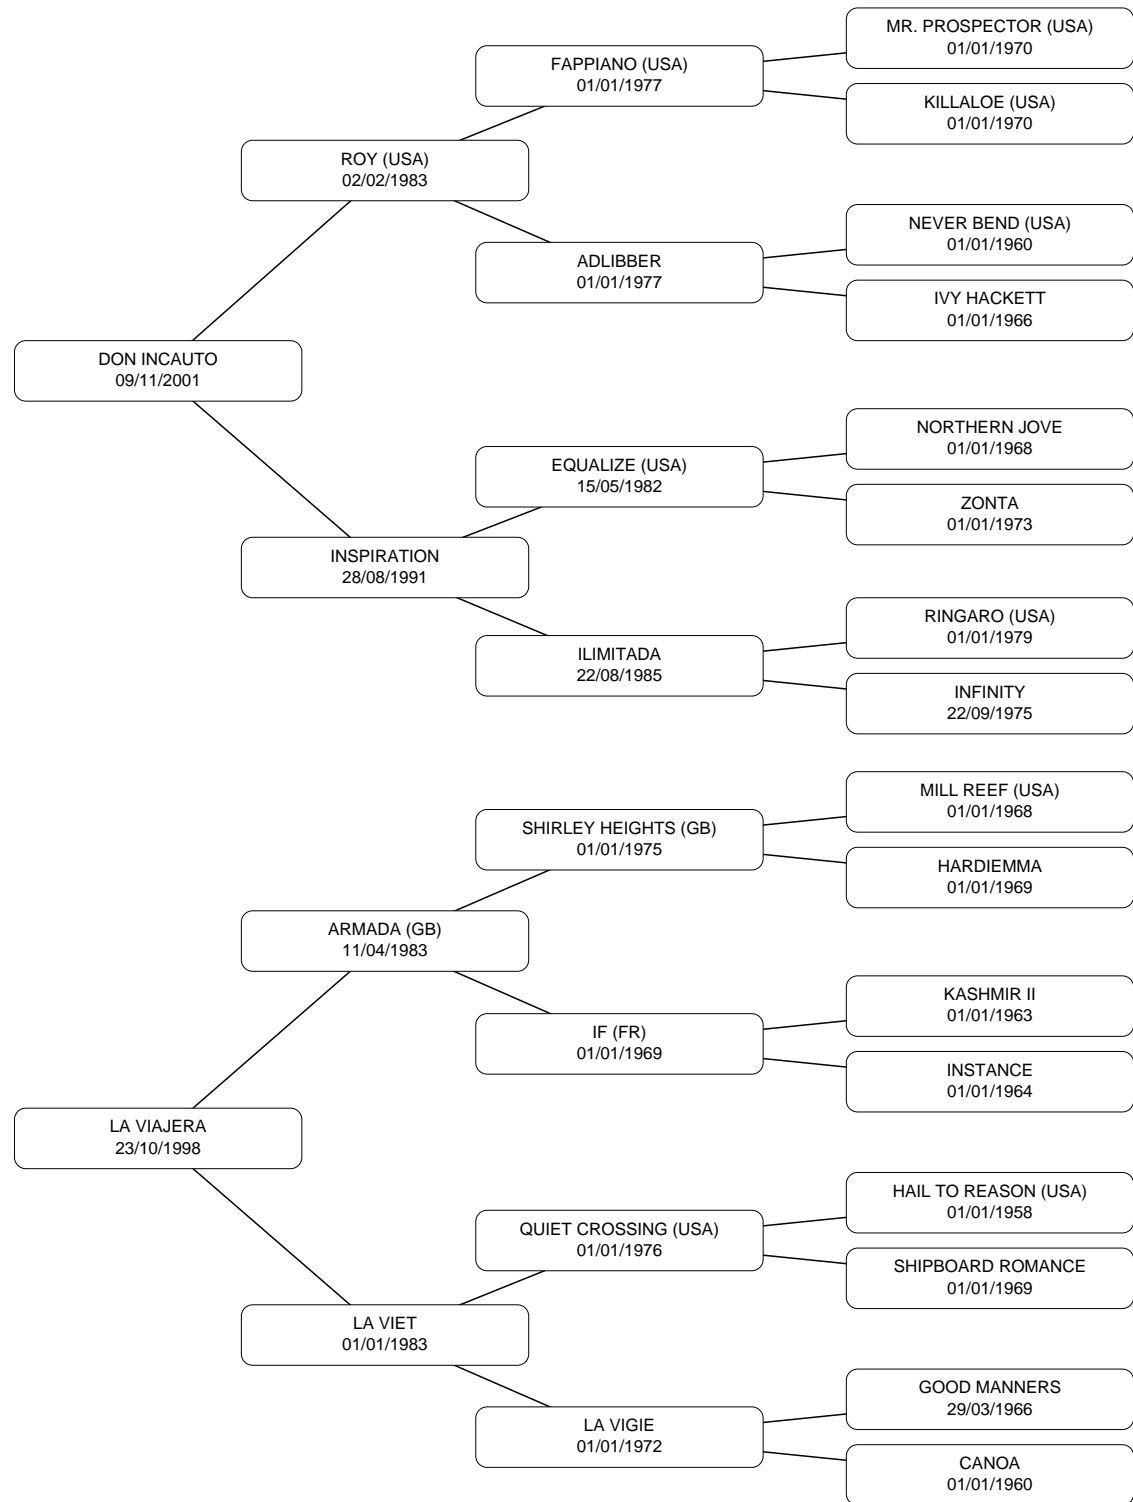 MR. PROSPECTOR (USA)
01/01/1970
FAPPIANO (USA)
01/01/1977
KILLALOE (USA)
01/01/1970
ROY (USA)
02/02/1983
NEVER BEND (USA)
01/01/1960
ADLIBBER
01/01/1977
IVY HACKETT
01/01/1966
DON INCAUTO
09/11/2001
NORTHERN JOVE
01/01/1968
EQUALIZE (USA)
15/05/1982
ZONTA
01/01/1973
INSPIRATION
28/08/1991
RINGARO (USA)
01/01/1979
ILIMITADA
22/08/1985
INFINITY
22/09/1975
MILL REEF (USA)
01/01/1968
SHIRLEY HEIGHTS (GB)
01/01/1975
HARDIEMMA
01/01/1969
ARMADA (GB)
11/04/1983
KASHMIR II
01/01/1963
IF (FR)
01/01/1969
INSTANCE
01/01/1964
LA VIAJERA
23/10/1998
HAIL TO REASON (USA)
01/01/1958
QUIET CROSSING (USA)
01/01/1976
SHIPBOARD ROMANCE
01/01/1969
LA VIET
01/01/1983
GOOD MANNERS
29/03/1966
LA VIGIE
01/01/1972
CANOA
01/01/1960